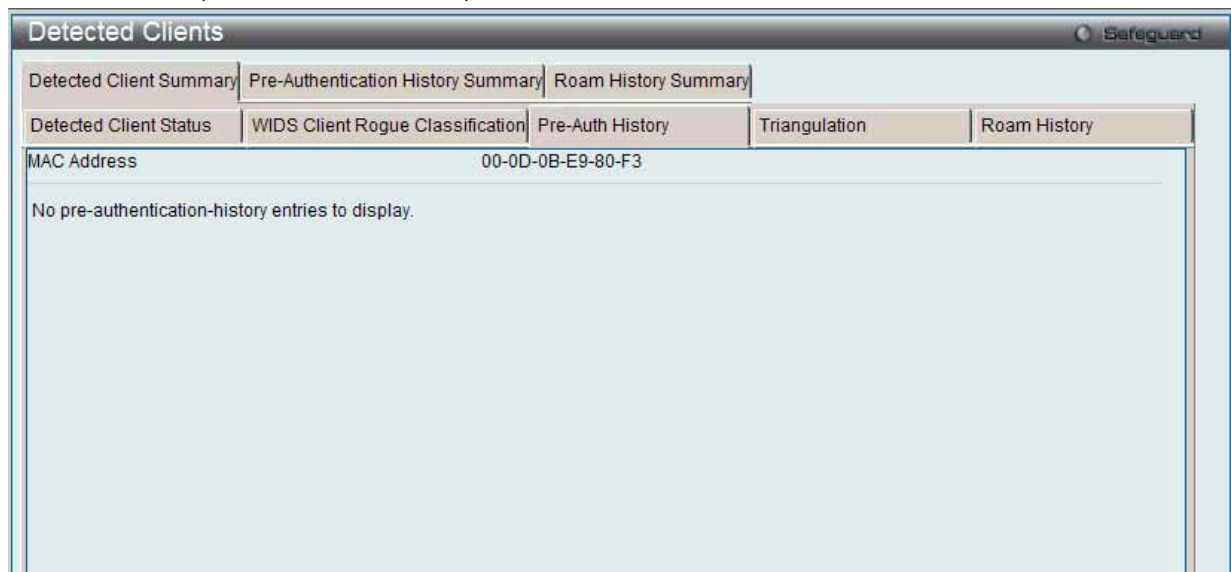 Detected Clients Safeguard
Detected Client Summary Pre-Authentication History Summary Roam History Summary
Detected Client Status WIDS Client Rogue Classification Pre-Auth History Triangulation Roam History
MAC Address 00-0D-0B-E9-80-F3
No pre-authentication-history entries to display.